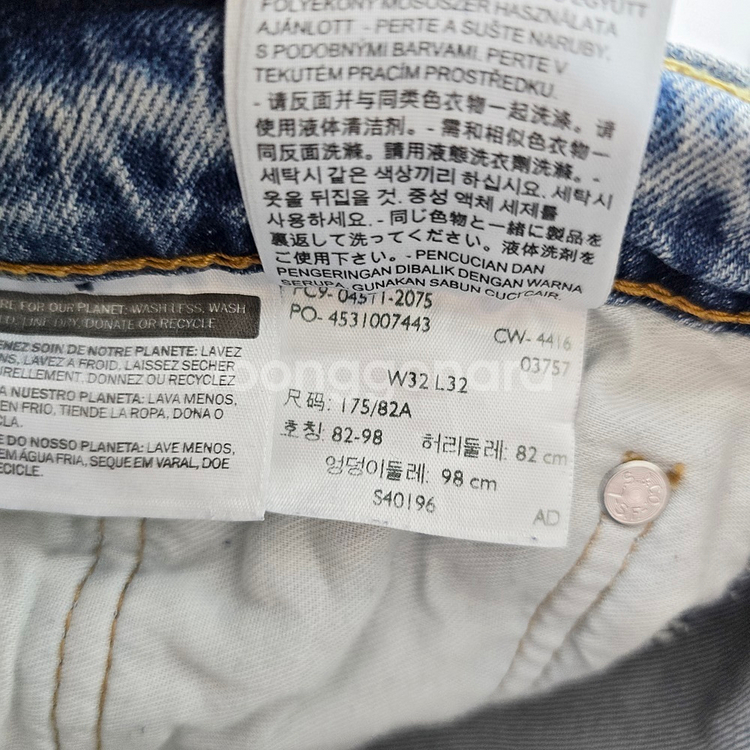 FOLYÉKONY MOSÓSZER HASZNÁLATA
AJÁNLOTT - PERTE A SUŠTE NARUBY,
S PODOBNÝMI BARVAMI. PERTE V
TEKUTÉM PRACÍM PROSTŘEDKU.
- 请反面并与同类色衣物一起洗涤。请
使用液体清洁剂。- 需和相似色衣物一
同反面洗滌。請用液態洗衣劑洗滌。-
세탁시 같은 색상끼리 하십시요. 세탁시
옷을 뒤집을 것. 중성 액체 세제를
사용하세요. - 同じ色物と一緒に製品を
裏返して洗ってください。液体洗剤を
ご使用下さい。- PENCUCIAN DAN
PENGERINGAN DIBALIK DENGAN WARNA
SERUPA, GUNAKAN SABUN CUCI CAIR.
FOR OUR PLANET: WASH LESS, WASH
LINE DRY, DONATE OR RECYCLE
SOIN DE NOTRE PLANETE: LAVEZ
LAVEZ A FROID, LAISSEZ SECHER
DONNEZ OU RECYCLEZ
A NUESTRO PLANETA: LAVA MENOS,
EN FRIO, TIENDE LA ROPA, DONA O
DO NOSSO PLANETA: LAVE MENOS,
EM ÁGUA FRIA, SEQUE EM VARAL, DOE
PC9-04511-2075
PO- 4531007443
CW- 4416
03757
W32 L32
尺码: 175/82A
호칭: 82-98 허리둘레: 82 cm
엉덩이둘레: 98 cm
S40196
AD